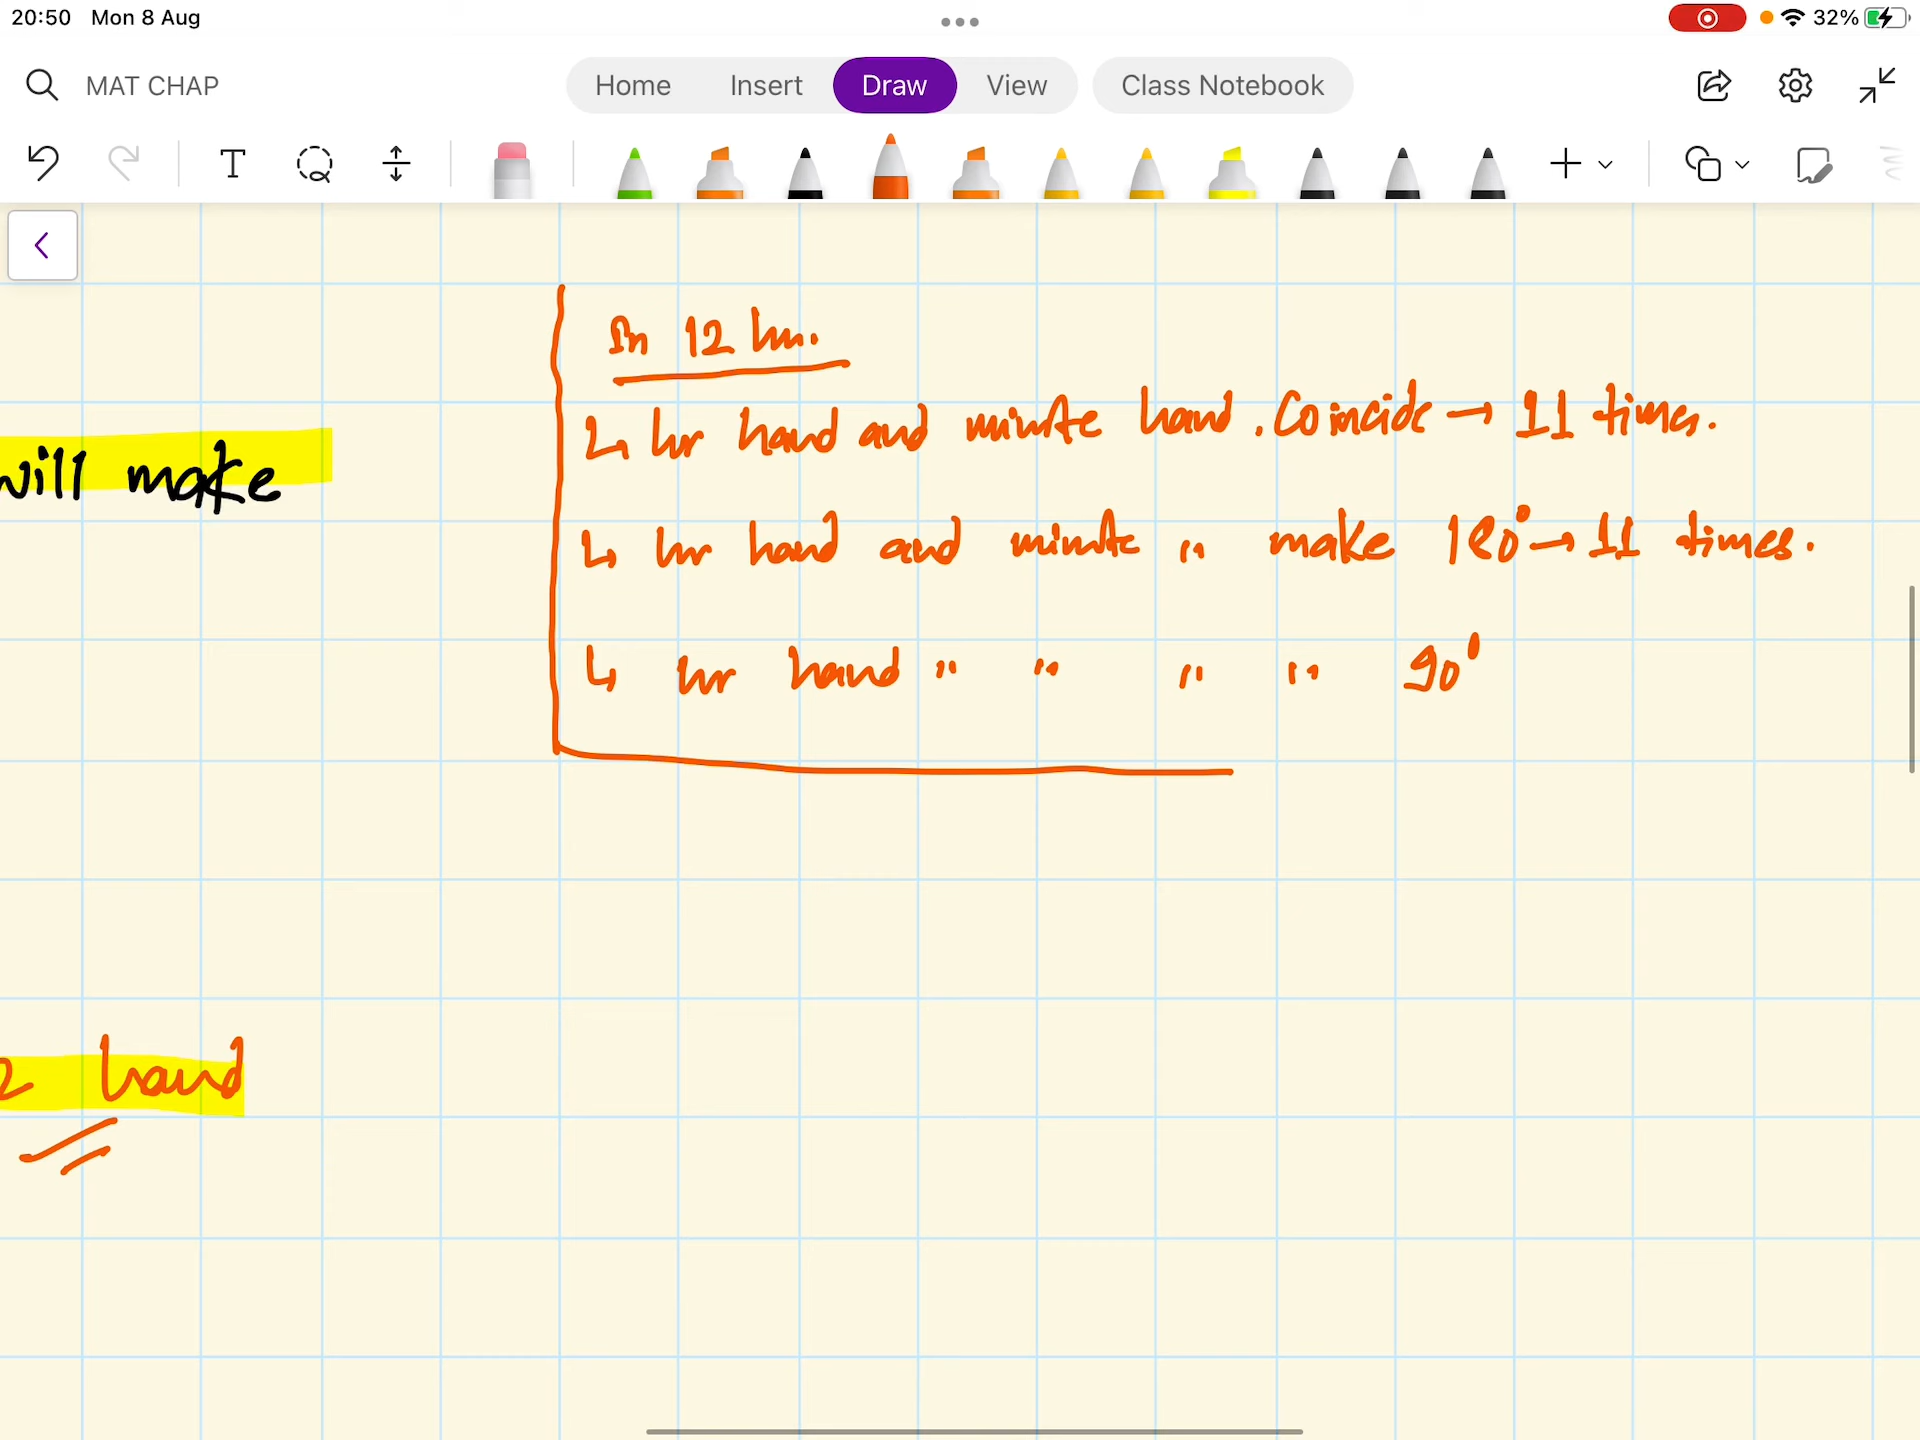 20:50 Mon 8 Aug
32%
MAT CHAP
Home Insert Draw View Class Notebook
T
In 12 hr.
↳ hr hand and minute hand. Coincide → 11 times.
will make
↳ hr hand and minute " make 180° → 11 times.
↳ hr hand " " " " 90°
hand